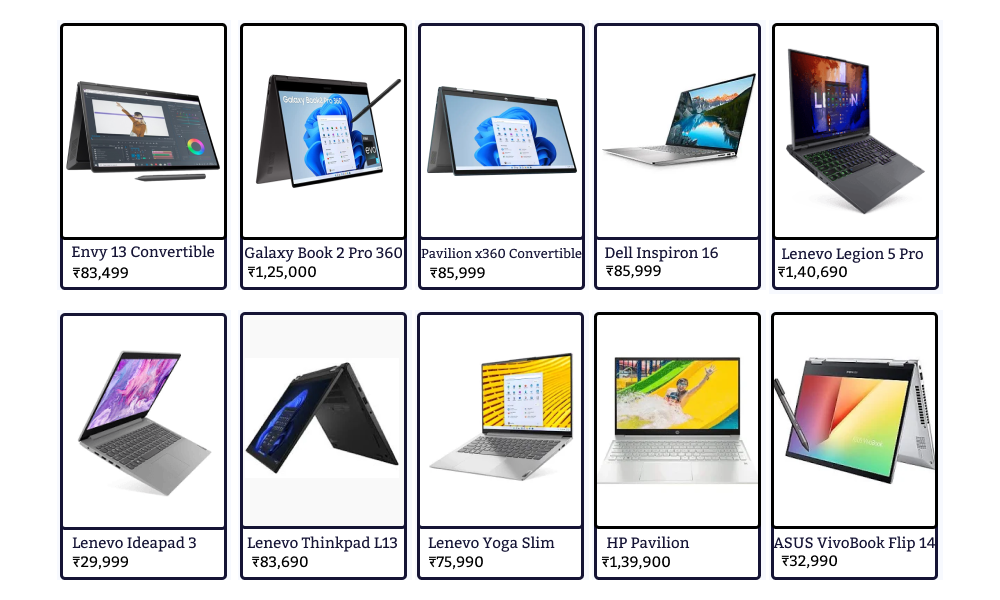 Galaxy Book2 Pro 360
evo
Envy 13 Convertible
₹83,499
Galaxy Book 2 Pro 360
₹1,25,000
Pavilion x360 Convertible
₹85,999
Dell Inspiron 16
₹85,999
Lenevo Legion 5 Pro
₹1,40,690
Lenevo Ideapad 3
₹29,999
Lenevo Thinkpad L13
₹83,690
Lenevo Yoga Slim
₹75,990
HP Pavilion
₹1,39,900
ASUS VivoBook Flip 14
₹32,990